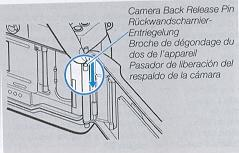 Camera Back Release Pin
Rückwandscharnier-
Entriegelung
Broche de dégondage du
dos de l'appareil
Pasador de liberación del
respaldo de la cámara